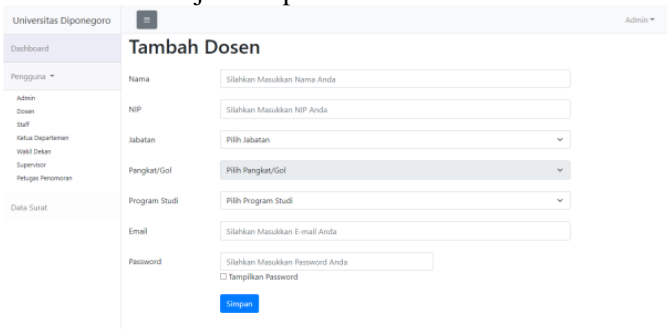 Universitas Diponegoro
Admin
Dashboard
Tambah Dosen
Pengguna
Admin
Dosen
Staff
Ketua Departemen
Wakil Dekan
Supervisor
Petugas Penomoran
Data Surat
Nama Silahkan Masukkan Nama Anda
NIP Silahkan Masukkan NIP Anda
Jabatan Pilih Jabatan
Pangkat/Gol Pilih Pangkat/Gol
Program Studi Pilih Program Studi
Email Silahkan Masukkan E-mail Anda
Password Silahkan Masukkan Password Anda
Tampilkan Password
Simpan